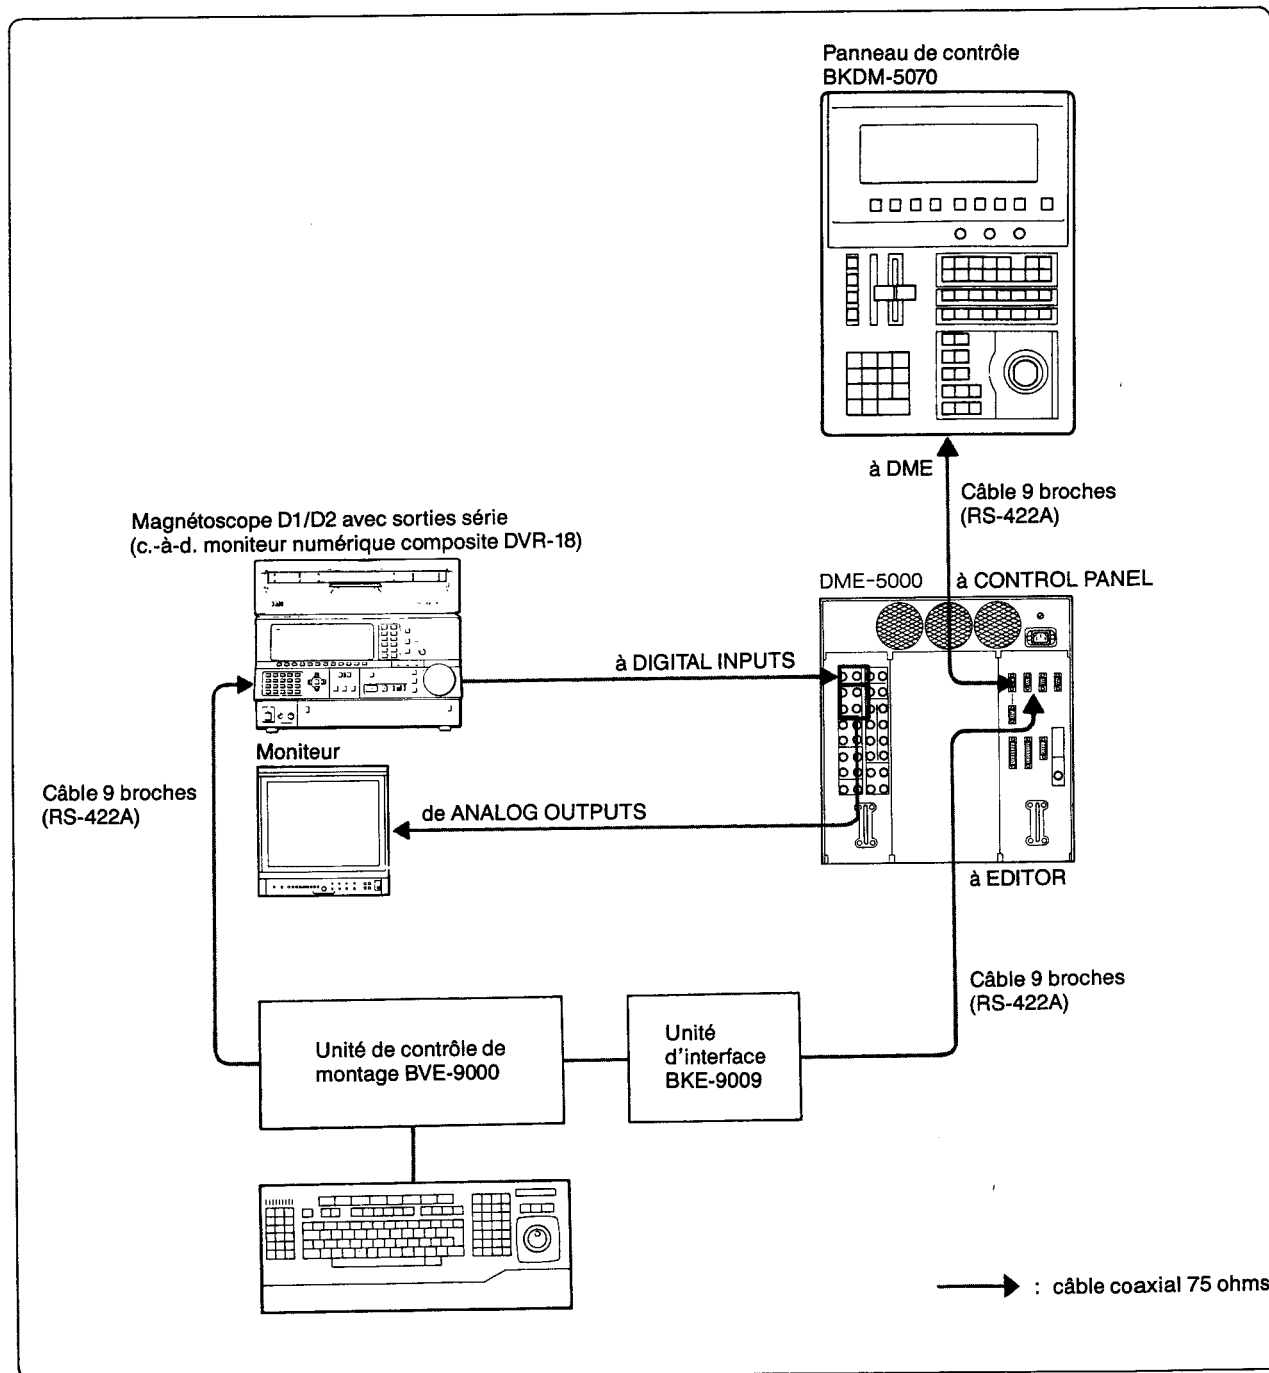 Panneau de contrôle
BKDM-5070
à DME
Câble 9 broches
(RS-422A)
Magnétoscope D1/D2 avec sorties série
(c.-à-d. moniteur numérique composite DVR-18)
DME-5000
à CONTROL PANEL
à DIGITAL INPUTS
Moniteur
Câble 9 broches
(RS-422A)
de ANALOG OUTPUTS
à EDITOR
Câble 9 broches
(RS-422A)
Unité de contrôle de
montage BVE-9000
Unité
d'interface
BKE-9009
: câble coaxial 75 ohms